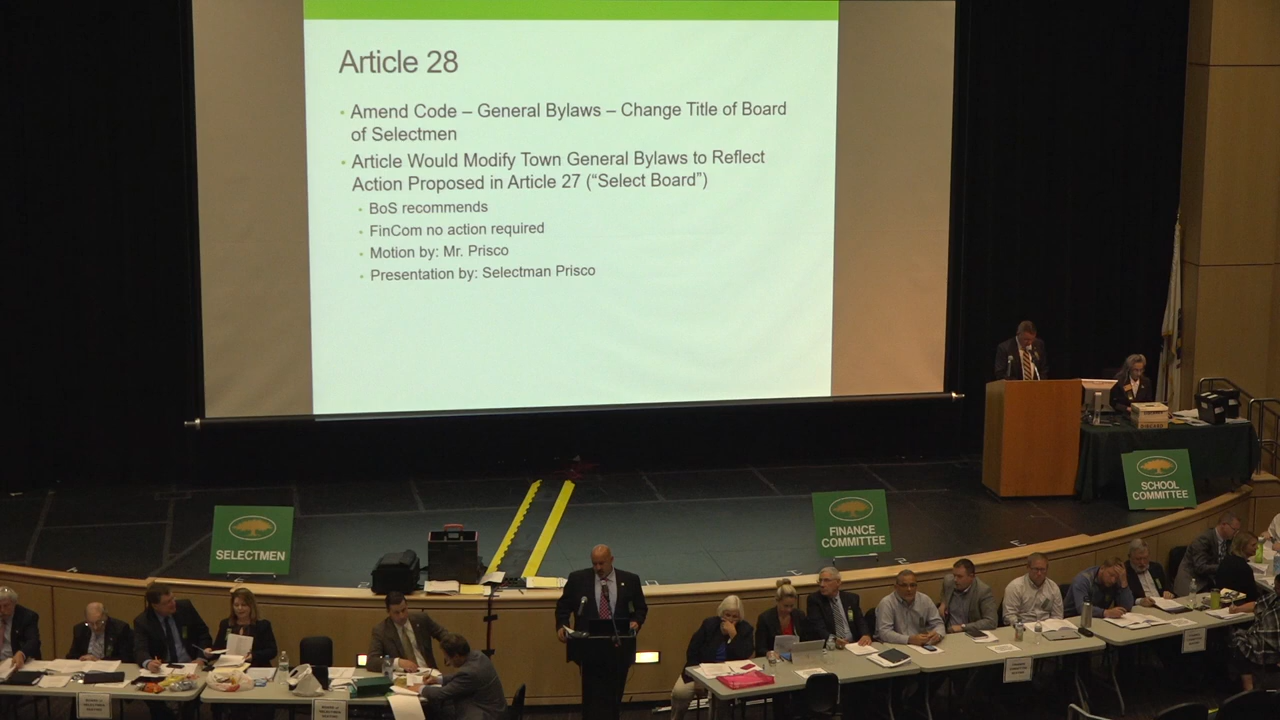 Article 28
• Amend Code – General Bylaws – Change Title of Board
of Selectmen
• Article Would Modify Town General Bylaws to Reflect
Action Proposed in Article 27 (“Select Board”)
• BoS recommends
• FinCom no action required
• Motion by: Mr. Prisco
• Presentation by: Selectman Prisco
SELECTMEN
FINANCE
COMMITTEE
SCHOOL
COMMITTEE